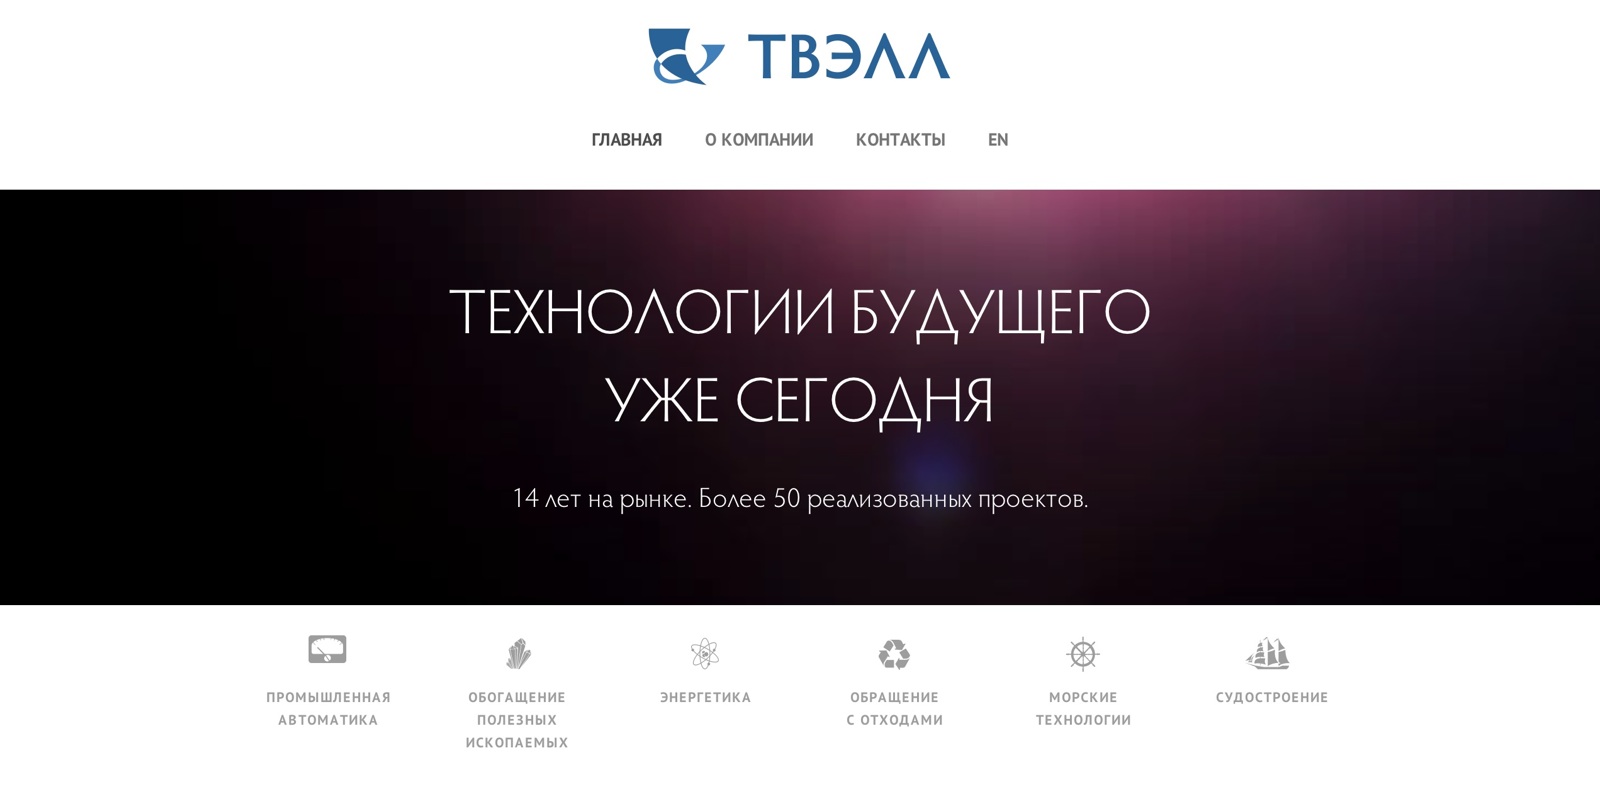 ТВЭЛЛ
ГЛАВНАЯ О КОМПАНИИ КОНТАКТЫ EN
ТЕХНОЛОГИИ БУДУЩЕГО
УЖЕ СЕГОДНЯ
14 лет на рынке. Более 50 реализованных проектов.
ПРОМЫШЛЕННАЯ
АВТОМАТИКА
ОБОГАЩЕНИЕ
ПОЛЕЗНЫХ
ИСКОПАЕМЫХ
ЭНЕРГЕТИКА
ОБРАЩЕНИЕ
С ОТХОДАМИ
МОРСКИЕ
ТЕХНОЛОГИИ
СУДОСТРОЕНИЕ